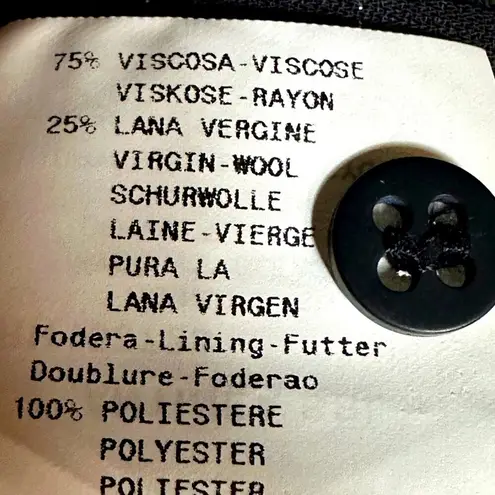 75% VISCOSA-VISCOSE
VISKOSE-RAYON
25% LANA VERGINE
VIRGIN-WOOL
SCHURWOLLE
LAINE-VIERGE
PURA LA
LANA VIRGEN
Fodera-Lining-Futter
Doublure-Foderao
100% POLIESTERE
POLYESTER
POLIESTER